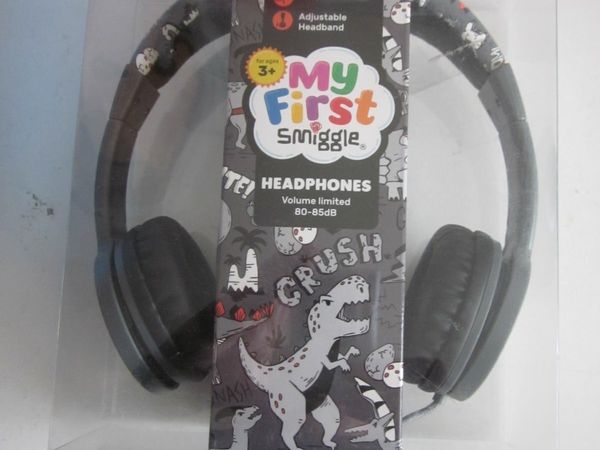 Adjustable
Headband
for ages
3+
My
First
smiggle®
HEADPHONES
Volume limited
80-85dB
CRUSH